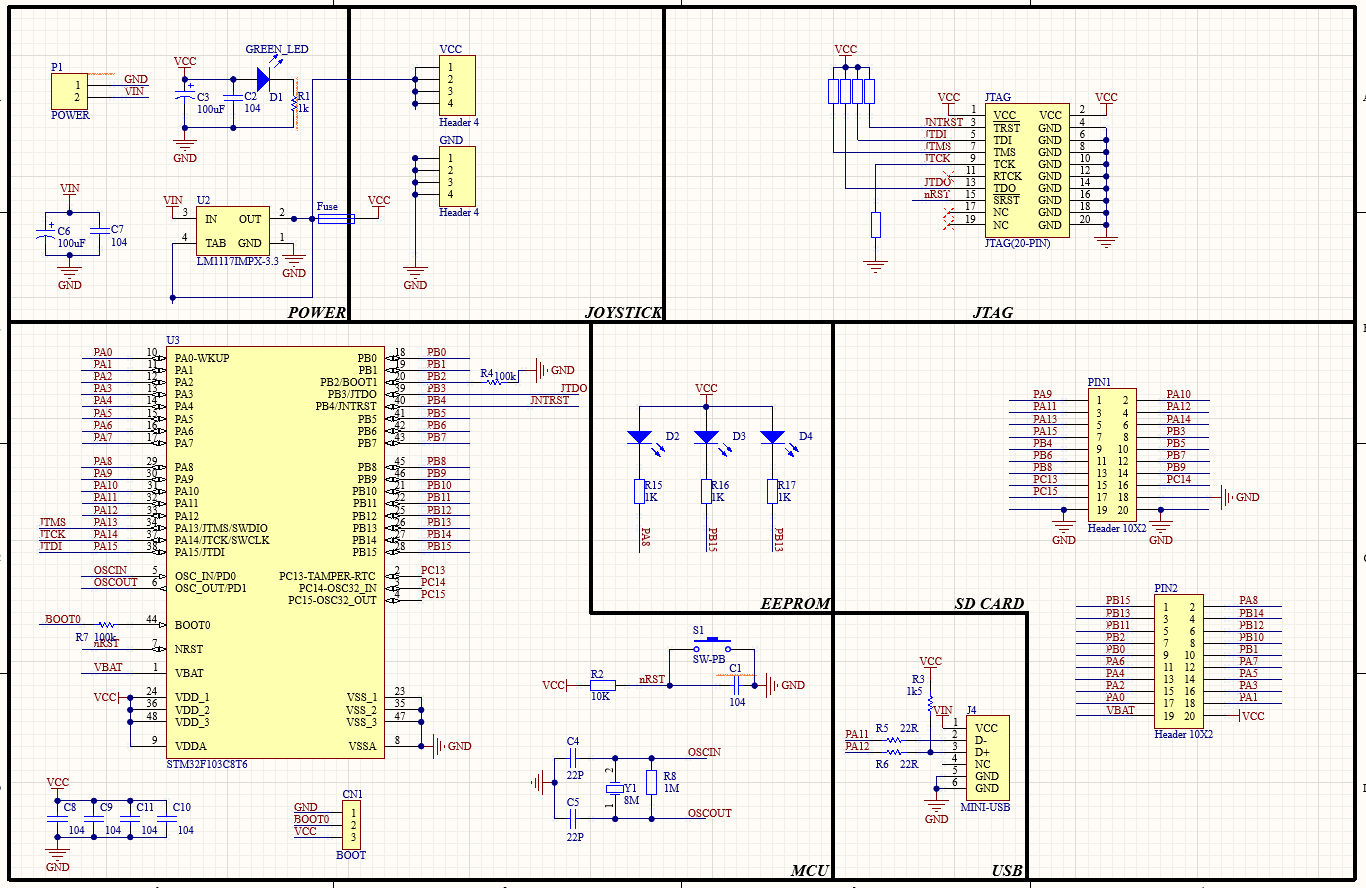 P1
GND
VIN
1
2
POWER
VCC
GREEN_LED
C3
100uF
C2
104
D1
R1
1k
GND
VIN
C6
100uF
C7
104
GND
VIN
U2
3 IN OUT 2
4 TAB GND 1
LM1117IMPX-3.3
GND
Fuse
VCC
POWER
VCC
1
2
3
4
Header 4
GND
1
2
3
4
Header 4
GND
JOYSTICK
VCC
VCC JTAG VCC
1 VCC VCC 2
JNTRST 3 TRST GND 4
JTDI 5 TDI GND 6
JTMS 7 TMS GND 8
JTCK 9 TCK GND 10
11 RTCK GND 12
JTDO 13 TDO GND 14
nRST 15 SRST GND 16
17 NC GND 18
19 NC GND 20
JTAG(20-PIN)
GND
JTAG
U3
PA0 10 PA0-WKUP PB0 18 PB0
PA1 11 PA1 PB1 19 PB1
PA2 12 PA2 PB2/BOOT1 20 PB2
R4 100k
GND
PA3 13 PA3 PB3/JTDO 39 PB3 JTDO
PA4 14 PA4 PB4/JNTRST 40 PB4 JNTRST
PA5 15 PA5 PB5 41 PB5
PA6 16 PA6 PB6 42 PB6
PA7 17 PA7 PB7 43 PB7
PA8 29 PA8 PB8 45 PB8
PA9 30 PA9 PB9 46 PB9
PA10 31 PA10 PB10 21 PB10
PA11 32 PA11 PB11 22 PB11
PA12 33 PA12 PB12 25 PB12
JTMS PA13 34 PA13/JTMS/SWDIO PB13 26 PB13
JTCK PA14 37 PA14/JTCK/SWCLK PB14 27 PB14
JTDI PA15 38 PA15/JTDI PB15 28 PB15
OSCIN 5 OSC_IN/PD0 PC13-TAMPER-RTC 2 PC13
OSCOUT 6 OSC_OUT/PD1 PC14-OSC32_IN 3 PC14
PC15-OSC32_OUT 4 PC15
BOOT0 44 BOOT0
R7 100k
nRST 7 NRST
VBAT 1 VBAT
VCC 24 VDD_1 VSS_1 23
36 VDD_2 VSS_2 35
48 VDD_3 VSS_3 47
9 VDDA VSSA 8 GND
STM32F103C8T6
VCC
C8 C9 C11 C10
104 104 104 104
GND
CN1
GND 1
BOOT0 2
VCC 3
BOOT
VCC
D2 D3 D4
R15 R16 R17
1K 1K 1K
PA8 PB15 PB13
EEPROM
SD CARD
S1
SW-PB
VCC
R2
10K
nRST
C1
104
GND
C4
22P
OSCIN
2
Y1
8M
1
R8
1M
C5
22P
OSCOUT
MCU
VCC
R3
1k5
VIN
J4
1 VCC
PA11 R5 22R 2 D-
PA12 R6 22R 3 D+
4 NC
5 GND
6 GND
GND
MINI-USB
USB
PIN1
PA9 1 2 PA10
PA11 3 4 PA12
PA13 5 6 PA14
PA15 7 8 PB3
PB4 9 10 PB5
PB6 11 12 PB7
PB8 13 14 PB9
PC13 15 16 PC14
PC15 17 18 GND
19 20
GND Header 10X2 GND
PIN2
PB15 1 2 PA8
PB13 3 4 PB14
PB11 5 6 PB12
PB2 7 8 PB10
PB0 9 10 PB1
PA6 11 12 PA7
PA4 13 14 PA5
PA2 15 16 PA3
PA0 17 18 PA1
VBAT 19 20 VCC
Header 10X2